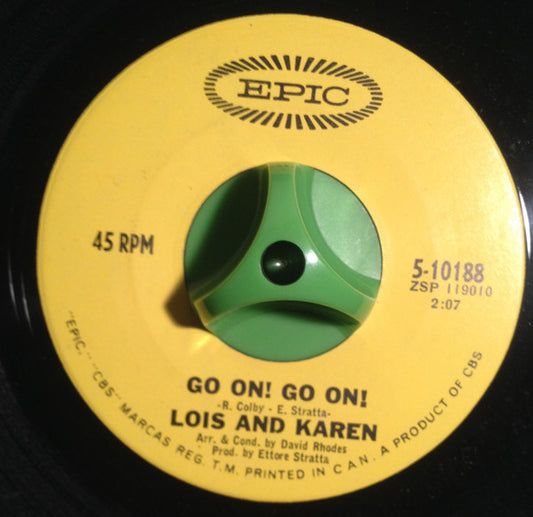 EPIC
45 RPM
5-10188
ZSP 119010
2:07
GO ON! GO ON!
-R. Colby - E. Stratta-
LOIS AND KAREN
Arr. & Cond. by David Rhodes
Prod. by Ettore Stratta
"EPIC," "CBS" MARCAS REG. T.M. PRINTED IN CAN. A PRODUCT OF CBS